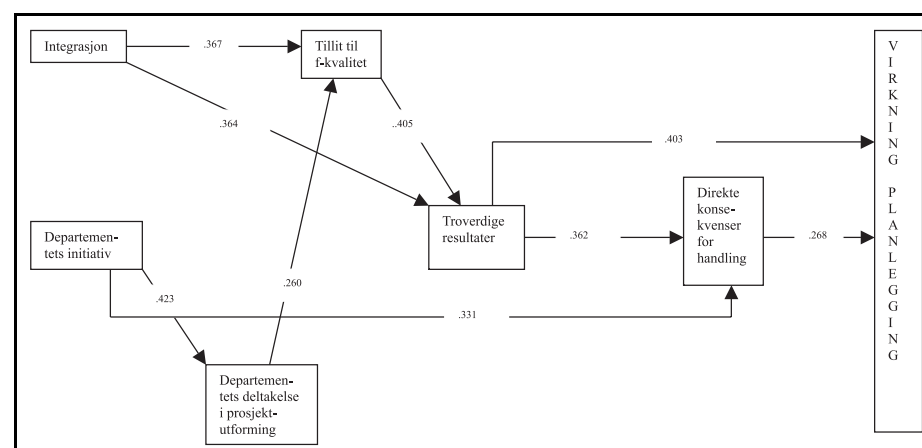 Integrasjon
.367
Tillit til
f-kvalitet
.364
..405
.403
Departemen-
tets initiativ
Troverdige
resultater
.362
Direkte
konse-
kvenser
for
handling
.268
.423
.260
.331
Departemen-
tets deltakelse
i prosjekt-
utforming
V
I
R
K
N
I
N
G
P
L
A
N
L
E
G
G
I
N
G